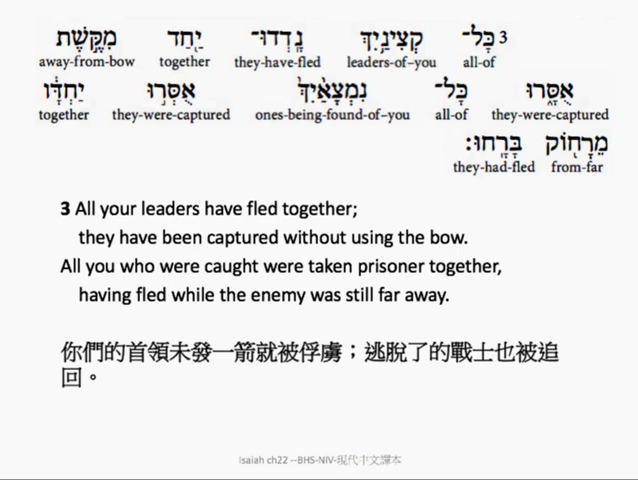 3 כָּל־ קְצִינַ֥יִךְ נָֽדְדוּ־ יַ֖חַד מִקֶּ֣שֶׁת
away-from-bow together they-have-fled leaders-of–you all-of
אֻסָּ֑רוּ כָּל־ נִמְצָאַ֙יִךְ֙ אֻסְּר֣וּ יַחְדָּ֔ו
together they-were-captured ones-being-found-of–you all-of they-were-captured
מֵרָח֖וֹק בָּרָֽחוּ׃
they-had-fled from-far
3 All your leaders have fled together;
they have been captured without using the bow.
All you who were caught were taken prisoner together,
having fled while the enemy was still far away.
你們的首領未發一箭就被俘虜；逃脫了的戰士也被追
回。
Isaiah ch22 --BHS-NIV-現代中文譯本